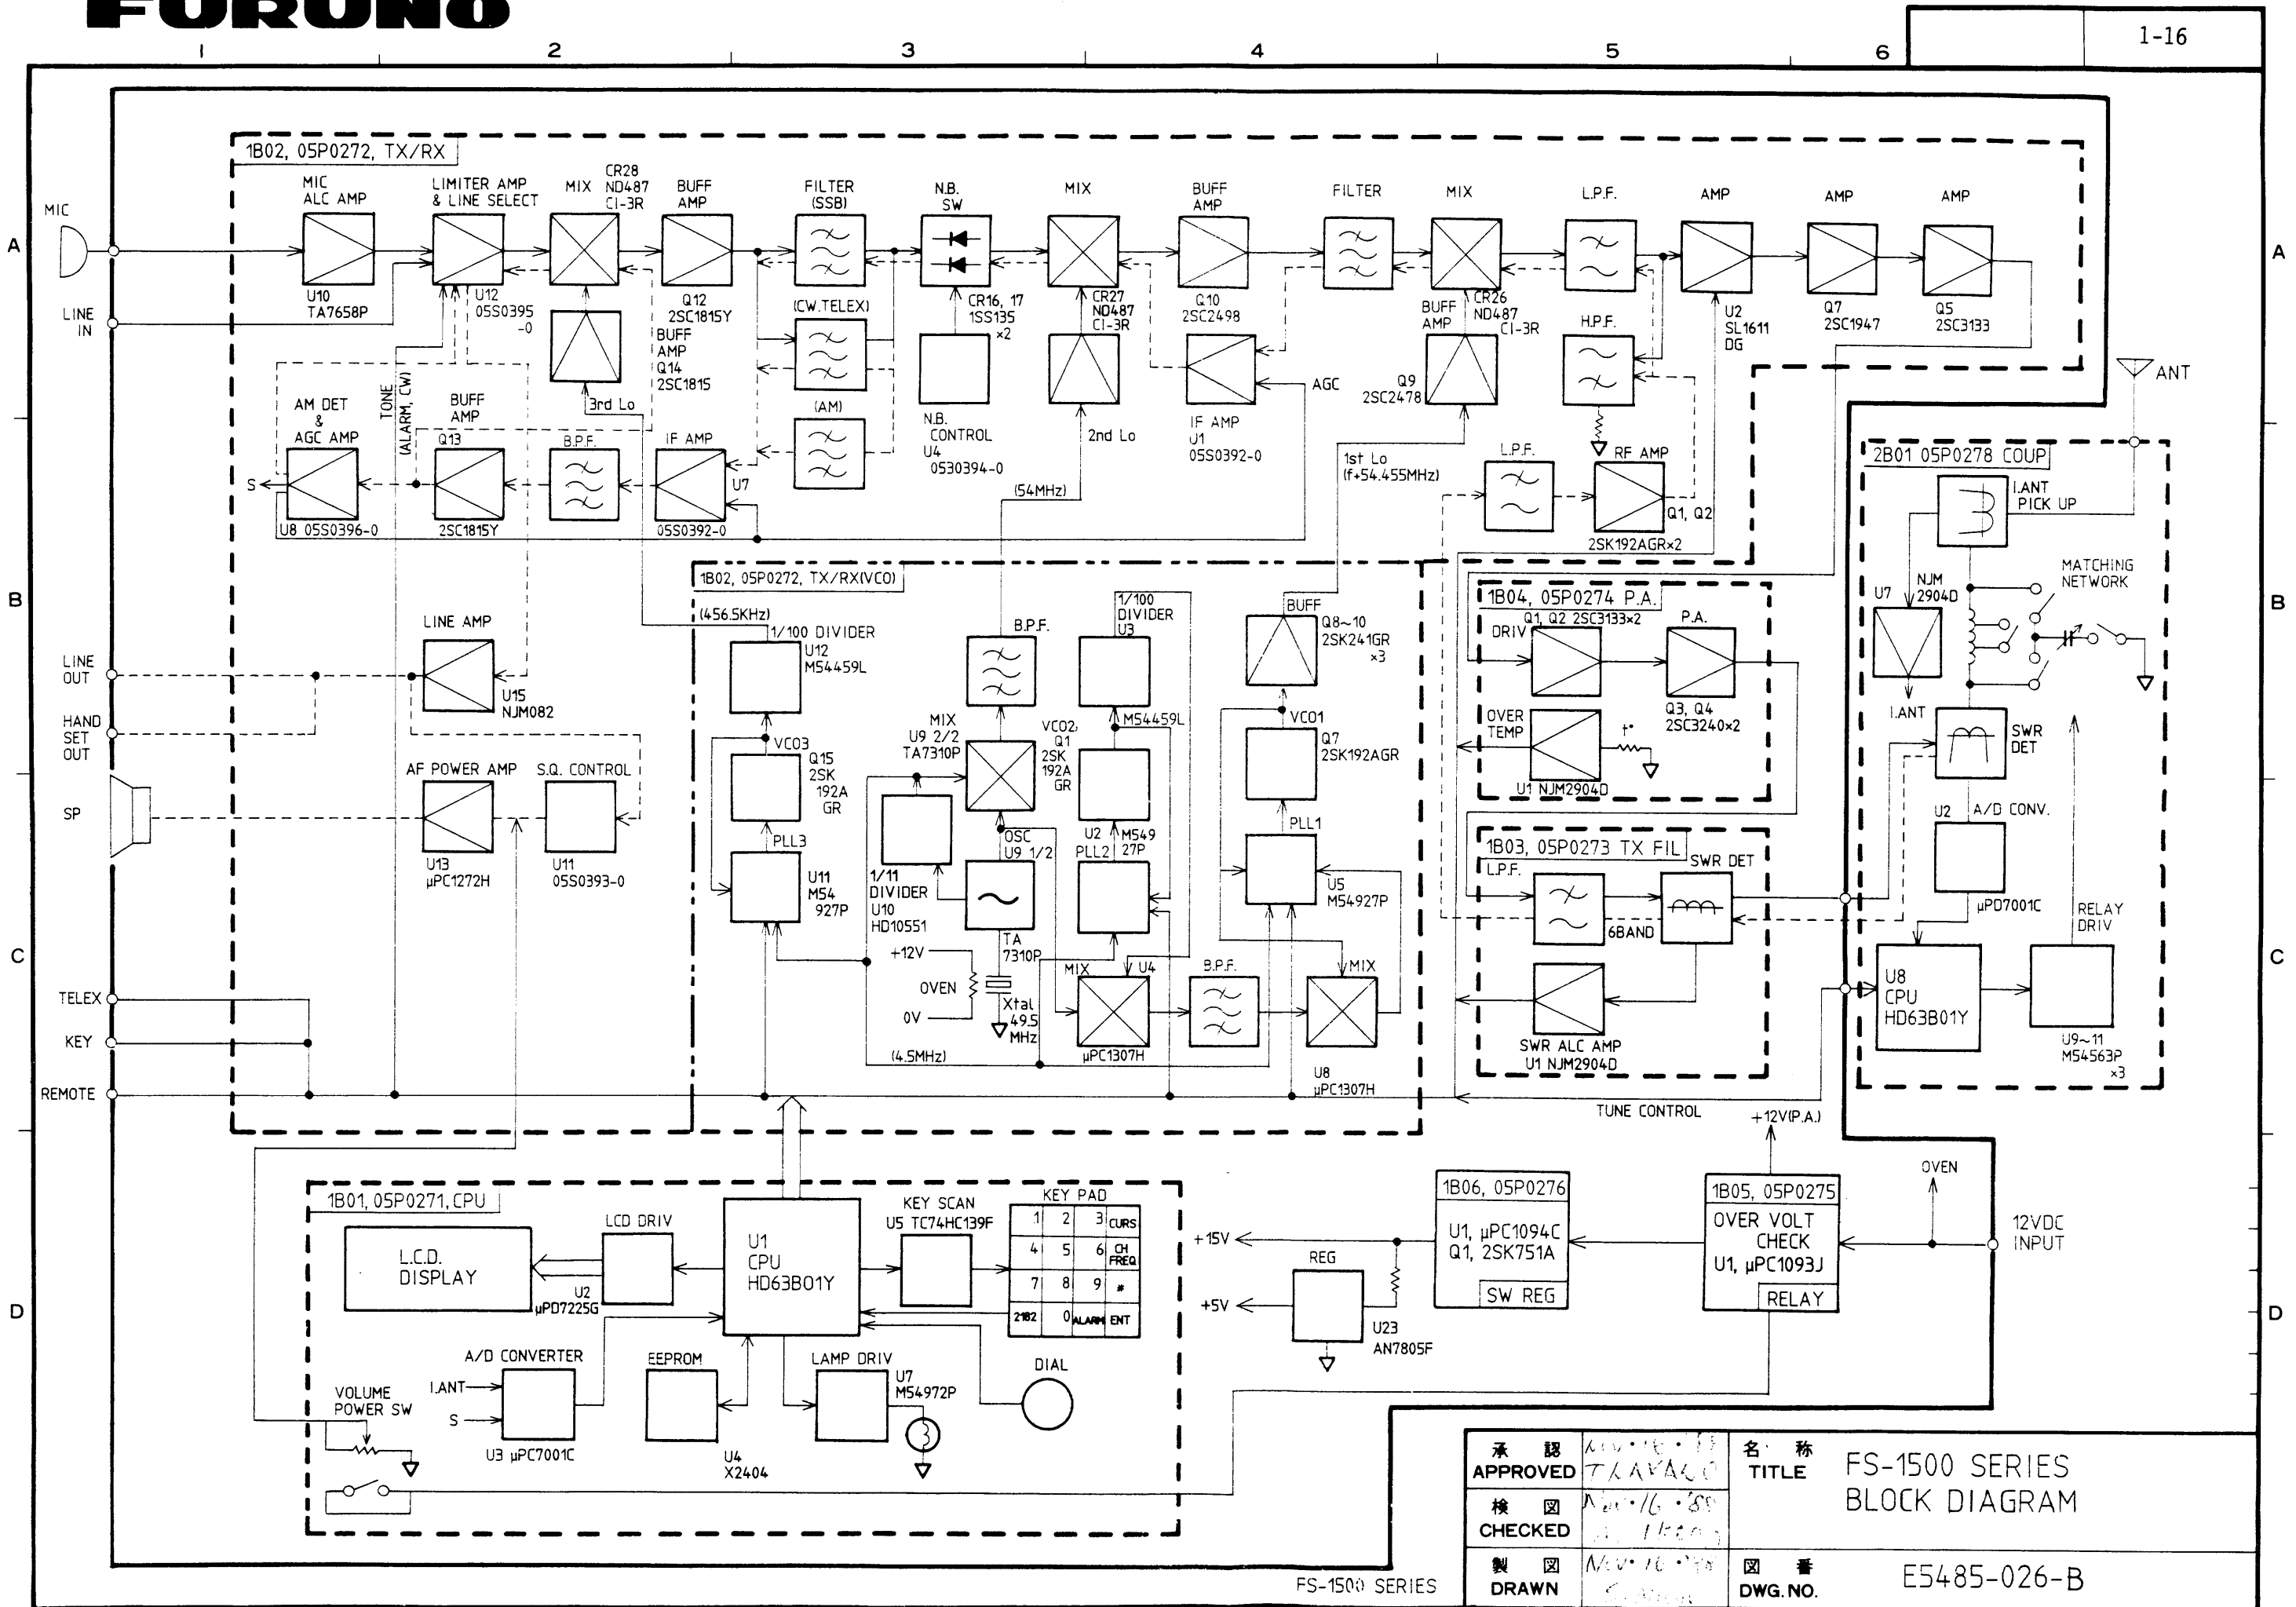 FURUNO
1-16
1 2 3 4 5 6
A
B
C
D
A
B
C
D
1B02, 05P0272, TX/RX
MIC
LINE
IN
MIC
ALC AMP
U10
TA7658P
LIMITER AMP
& LINE SELECT
U12
05S0395
-0
MIX
CR28
ND487
CI-3R
BUFF
AMP
Q12
2SC1815Y
BUFF
AMP
Q14
2SC1815
3rd Lo
FILTER
(SSB)
(CW.TELEX)
(AM)
N.B.
SW
CR16, 17
1SS135
×2
N.B.
CONTROL
U4
0530394-0
MIX
CR27
ND487
CI-3R
2nd Lo
(54MHz)
BUFF
AMP
Q10
2SC2498
IF AMP
U1
05S0392-0
AGC
FILTER
MIX
CR26
ND487
CI-3R
BUFF
AMP
Q9
2SC2478
1st Lo
(f+54.455MHz)
L.P.F.
H.P.F.
AMP
U2
SL1611
DG
AMP
Q7
2SC1947
AMP
Q5
2SC3133
ANT
L.P.F.
RF AMP
Q1, Q2
2SK192AGR×2
TONE
(ALARM, CW)
AM DET
&
AGC AMP
S
U8 05S0396-0
BUFF
AMP
Q13
2SC1815Y
B.P.F.
IF AMP
U7
05S0392-0
LINE AMP
U15
NJM082
LINE
OUT
HAND
SET
OUT
SP
AF POWER AMP
U13
µPC1272H
S.Q. CONTROL
U11
05S0393-0
TELEX
KEY
REMOTE
1B02, 05P0272, TX/RX(VCO)
(456.5KHz)
1/100 DIVIDER
U12
M54459L
VCO3
Q15
2SK
192A
GR
PLL3
U11
M54
927P
B.P.F.
MIX
U9 2/2
TA7310P
1/11
DIVIDER
U10
HD10551
OSC
U9 1/2
TA
7310P
+12V
OVEN
0V
Xtal
49.5
MHz
(4.5MHz)
1/100
DIVIDER
U3
M54459L
VCO2,
Q1
2SK
192A
GR
U2
PLL2
M549
27P
MIX
U4
µPC1307H
B.P.F.
BUFF
Q8~10
2SK241GR
×3
VCO1
Q7
2SK192AGR
PLL1
U5
M54927P
MIX
U8
µPC1307H
1B04, 05P0274 P.A.
Q1, Q2 2SC3133×2
DRIV
P.A.
Q3, Q4
2SC3240×2
OVER
TEMP
t°
U1 NJM2904D
1B03, 05P0273 TX FIL
L.P.F.
SWR DET
6BAND
SWR ALC AMP
U1 NJM2904D
TUNE CONTROL
2B01 05P0278 COUP
I.ANT
PICK UP
U7
NJM
2904D
I.ANT
MATCHING
NETWORK
SWR
DET
U2
A/D CONV.
µPD7001C
RELAY
DRIV
U8
CPU
HD63B01Y
U9~11
M54563P
×3
+12V(P.A.)
OVEN
12VDC
INPUT
1B06, 05P0276
U1, µPC1094C
Q1, 2SK751A
SW REG
1B05, 05P0275
OVER VOLT
CHECK
U1, µPC1093J
RELAY
+15V
REG
+5V
U23
AN7805F
1B01, 05P0271, CPU
L.C.D.
DISPLAY
LCD DRIV
U2
µPD7225G
U1
CPU
HD63B01Y
KEY SCAN
U5 TC74HC139F
KEY PAD
1 2 3 CURS
4 5 6 CH FREQ
7 8 9 #
2182 0 ALARM ENT
A/D CONVERTER
I.ANT
S
U3 µPC7001C
EEPROM
U4
X2404
LAMP DRIV
U7
M54972P
DIAL
VOLUME
POWER SW
FS-1500 SERIES
承認
APPROVED
検図
CHECKED
Nov・16・'88
製図
DRAWN
名称
TITLE
FS-1500 SERIES
BLOCK DIAGRAM
図番
DWG.NO.
E5485-026-B